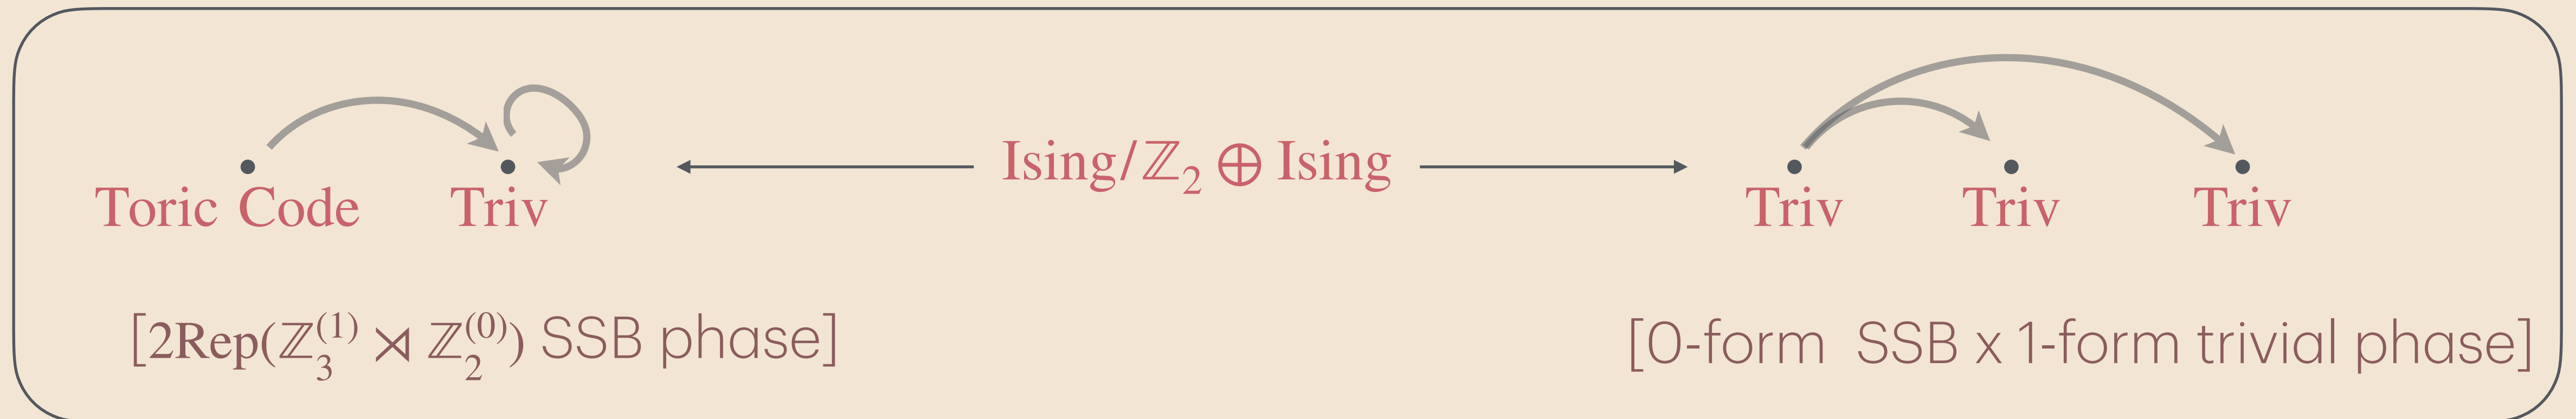 Ising/ℤ₂ ⊕ Ising
Toric Code Triv Triv Triv Triv
[2Rep(ℤ₃⁽¹⁾ ⋊ ℤ₂⁽⁰⁾) SSB phase] [0-form SSB x 1-form trivial phase]